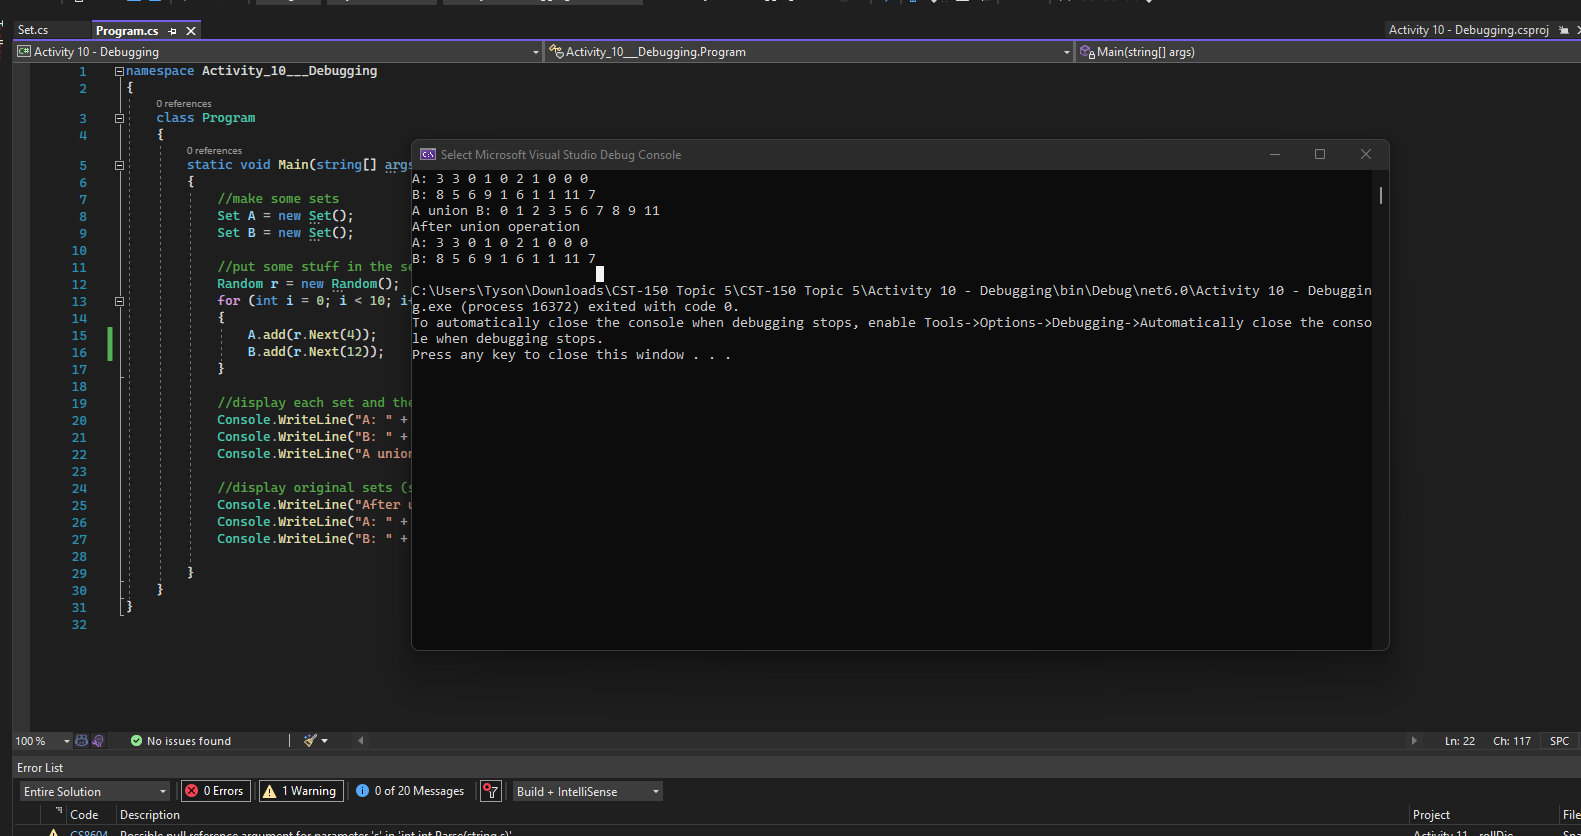 Set.cs
Program.cs
Activity 10 - Debugging.csproj
C# Activity 10 - Debugging
Activity_10___Debugging.Program
Main(string[] args)
1 namespace Activity_10___Debugging
2 {
0 references
3 class Program
4 {
0 references
5 static void Main(string[] args
6 {
7 //make some sets
8 Set A = new Set();
9 Set B = new Set();
10
11 //put some stuff in the se
12 Random r = new Random();
13 for (int i = 0; i < 10; i+
14 {
15 A.add(r.Next(4));
16 B.add(r.Next(12));
17 }
18
19 //display each set and the
20 Console.WriteLine("A: " +
21 Console.WriteLine("B: " +
22 Console.WriteLine("A union
23
24 //display original sets (s
25 Console.WriteLine("After u
26 Console.WriteLine("A: " +
27 Console.WriteLine("B: " +
28
29 }
30 }
31 }
32
Select Microsoft Visual Studio Debug Console
A: 3 3 0 1 0 2 1 0 0 0
B: 8 5 6 9 1 6 1 1 11 7
A union B: 0 1 2 3 5 6 7 8 9 11
After union operation
A: 3 3 0 1 0 2 1 0 0 0
B: 8 5 6 9 1 6 1 1 11 7
C:\Users\Tyson\Downloads\CST-150 Topic 5\CST-150 Topic 5\Activity 10 - Debugging\bin\Debug\net6.0\Activity 10 - Debuggin
g.exe (process 16372) exited with code 0.
To automatically close the console when debugging stops, enable Tools->Options->Debugging->Automatically close the conso
le when debugging stops.
Press any key to close this window . . .
100 %
No issues found
Ln: 22 Ch: 117 SPC
Error List
Entire Solution
0 Errors
1 Warning
0 of 20 Messages
Build + IntelliSense
Code Description Project File
CS8604 Possible null reference argument for parameter 's' in 'int int.Parse(string s)'. Activity 11 - rollDie